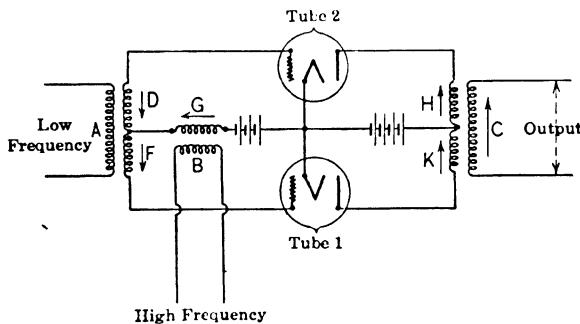 Tube 2
D
G
H
Low
Frequency
A
C
Output
F
B
K
Tube 1
High Frequency